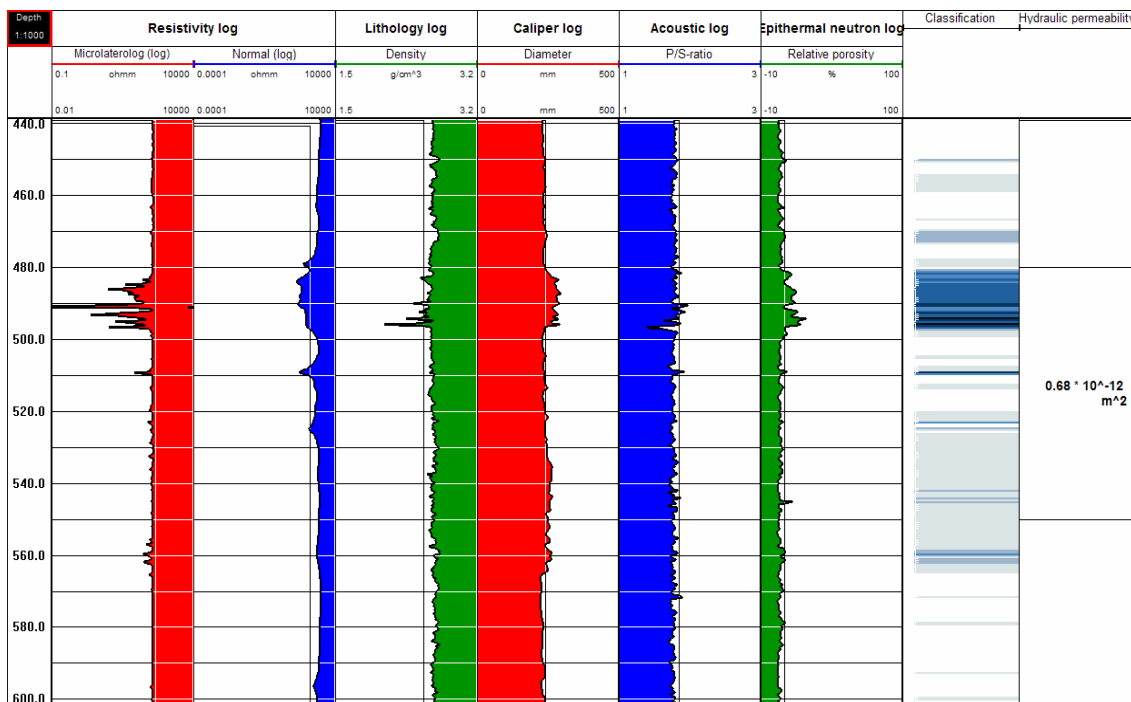 Depth
1:1000
Resistivity log
Lithology log
Caliper log
Acoustic log
Epithermal neutron log
Classification
Hydraulic permeability
Microlaterolog (log)
Normal (log)
Density
Diameter
P/S-ratio
Relative porosity
0.1 ohmm 10000
0.0001 ohmm 10000
1.5 g/cm^3 3.2
0 mm 500
1 3
-10 % 100
0.01 10000
0.0001 10000
1.5 3.2
0 500
1 3
-10 100
440.0
460.0
480.0
500.0
520.0
540.0
560.0
580.0
600.0
0.68 * 10^-12
m^2